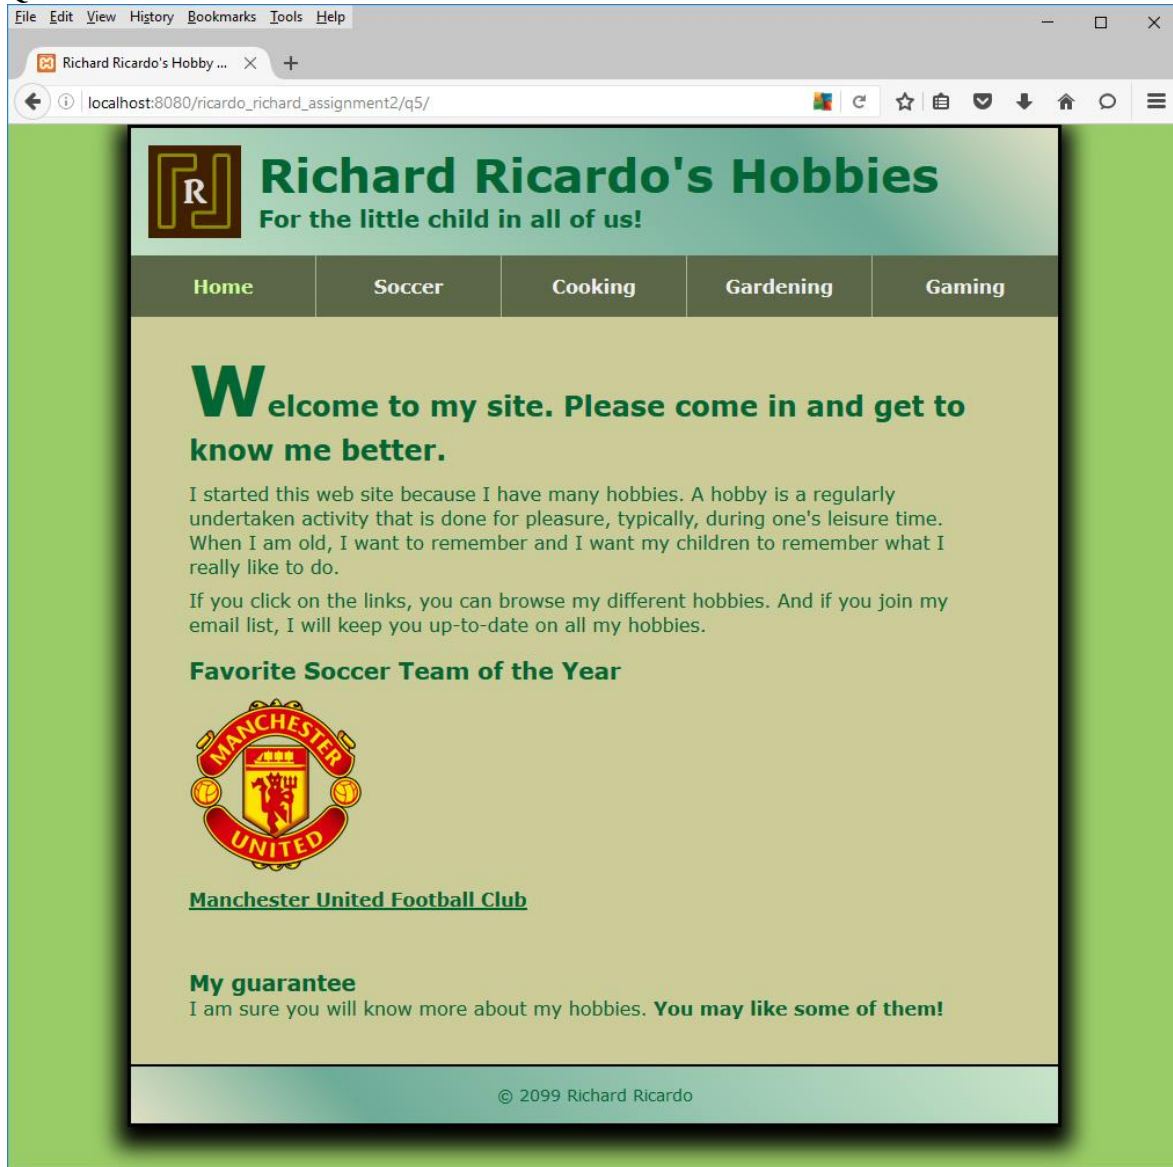 File Edit View History Bookmarks Tools Help
Richard Ricardo's Hobby ...
localhost:8080/ricardo_richard_assignment2/q5/
R
Richard Ricardo's Hobbies
For the little child in all of us!
Home Soccer Cooking Gardening Gaming
Welcome to my site. Please come in and get to
know me better.
I started this web site because I have many hobbies. A hobby is a regularly
undertaken activity that is done for pleasure, typically, during one's leisure time.
When I am old, I want to remember and I want my children to remember what I
really like to do.
If you click on the links, you can browse my different hobbies. And if you join my
email list, I will keep you up-to-date on all my hobbies.
Favorite Soccer Team of the Year
MANCHESTER
UNITED
Manchester United Football Club
My guarantee
I am sure you will know more about my hobbies. You may like some of them!
© 2099 Richard Ricardo